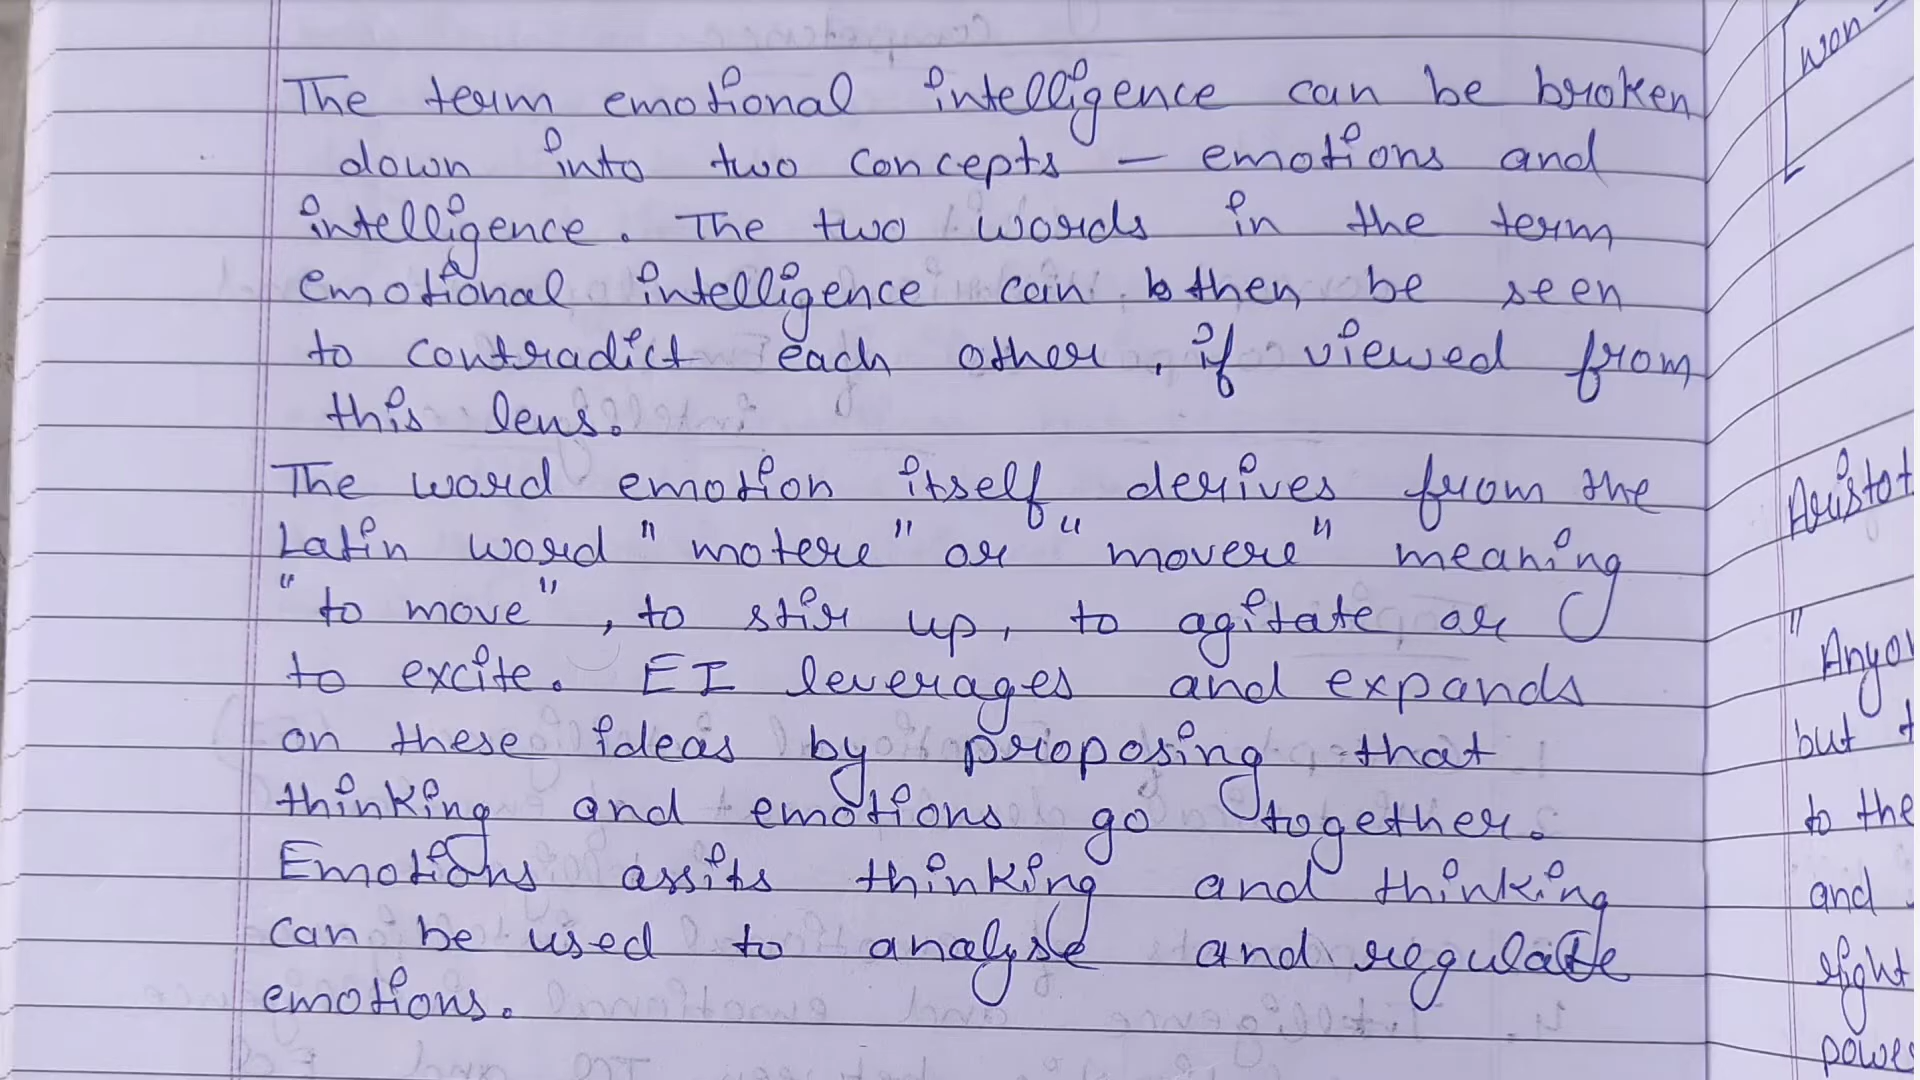 The term emotional intelligence can be broken
down into two concepts — emotions and
intelligence. The two words in the term
emotional intelligence can then be seen
to contradict each other, if viewed from
this lens.
The word emotion itself derives from the
Latin word "motere" or "movere" meaning
"to move", to stir up, to agitate or
to excite. EI leverages and expands
on these ideas by proposing that
thinking and emotions go together.
Emotions assits thinking and thinking
can be used to analyse and regulate
emotions.
won
Aristot
" Anyo
but t
to the
and
right
powe